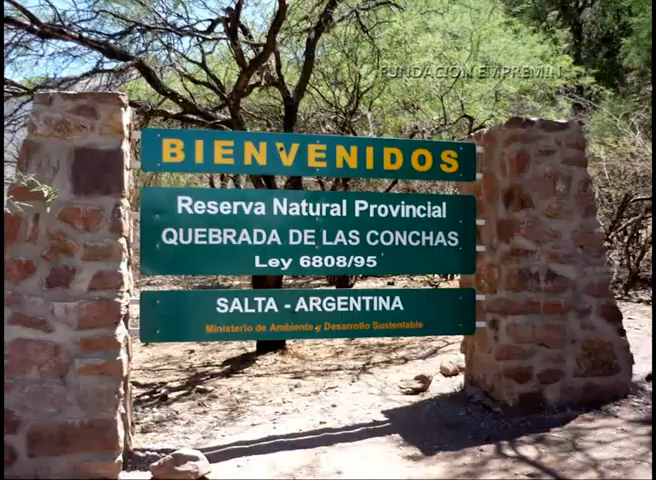 FUNDACIÓN EMPREMIN
BIENVENIDOS
Reserva Natural Provincial
QUEBRADA DE LAS CONCHAS
Ley 6808/95
SALTA - ARGENTINA
Ministerio de Ambiente y Desarrollo Sustentable